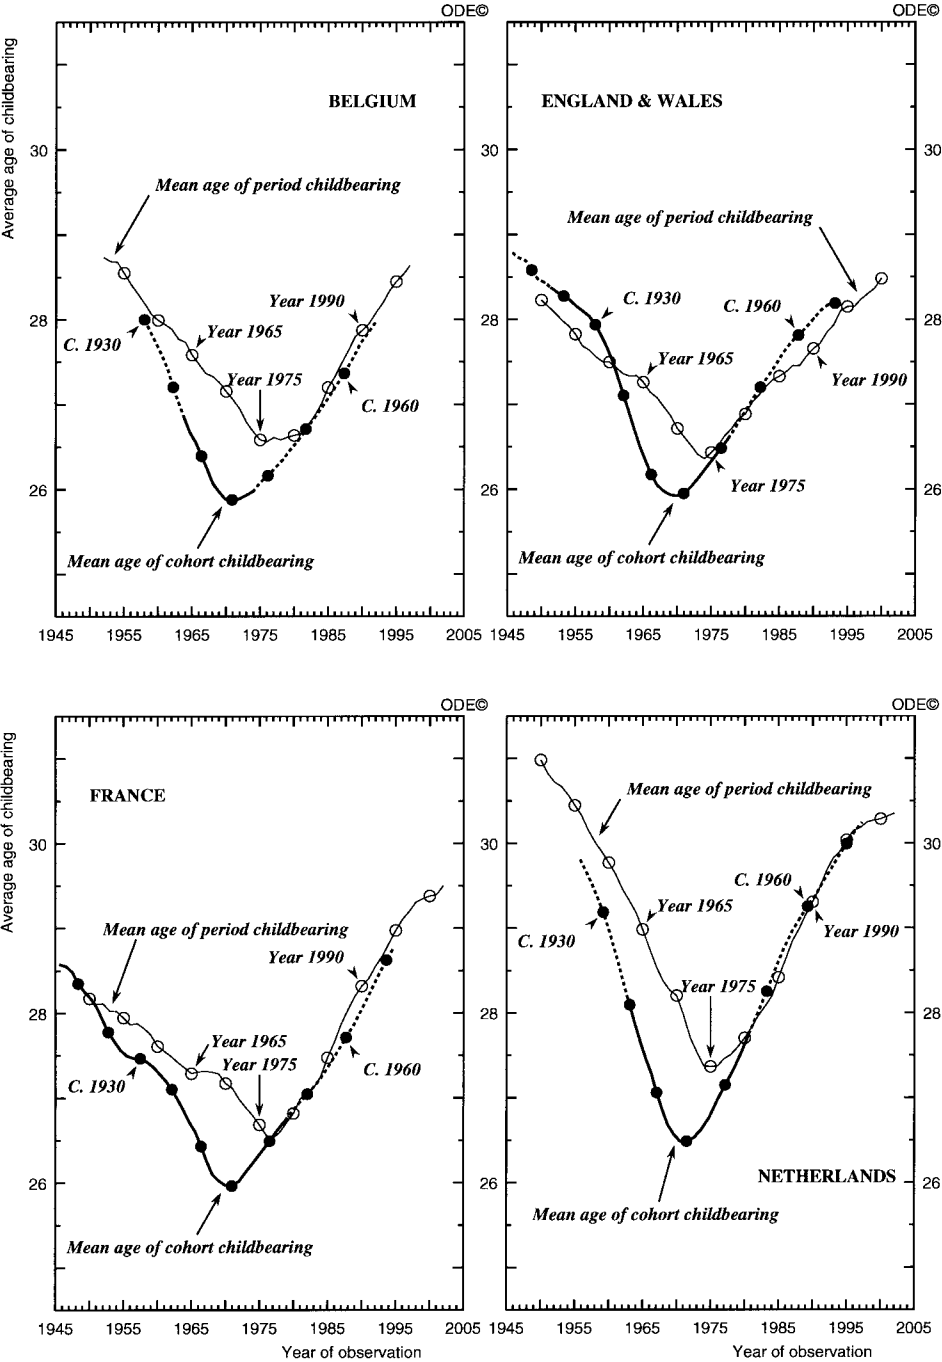 ODE©
Average age of childbearing
BELGIUM
30
28
26
Mean age of period childbearing
Year 1990
C. 1930
Year 1965
Year 1975
C. 1960
Mean age of cohort childbearing
1945 1955 1965 1975 1985 1995 2005
ODE©
ENGLAND & WALES
30
28
26
30
28
26
Mean age of period childbearing
C. 1930
C. 1960
Year 1965
Year 1990
Year 1975
Mean age of cohort childbearing
1945 1955 1965 1975 1985 1995 2005
ODE©
Average age of childbearing
FRANCE
30
28
26
Mean age of period childbearing
Year 1990
Year 1965
Year 1975
C. 1930
C. 1960
Mean age of cohort childbearing
1945 1955 1965 1975 1985 1995 2005
Year of observation
ODE©
Mean age of period childbearing
30
28
26
30
28
26
C. 1960
Year 1965
C. 1930
Year 1990
Year 1975
NETHERLANDS
Mean age of cohort childbearing
1945 1955 1965 1975 1985 1995 2005
Year of observation